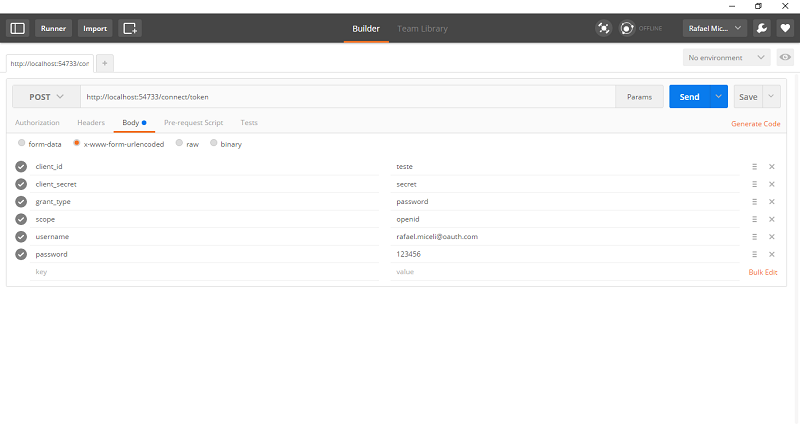 Runner Import Builder Team Library OFFLINE Rafael Mic...
http://localhost:54733/cor + No environment
POST http://localhost:54733/connect/token Params Send Save
Authorization Headers Body Pre-request Script Tests Generate Code
form-data x-www-form-urlencoded raw binary
client_id teste
client_secret secret
grant_type password
scope openid
username rafael.miceli@oauth.com
password 123456
key value Bulk Edit